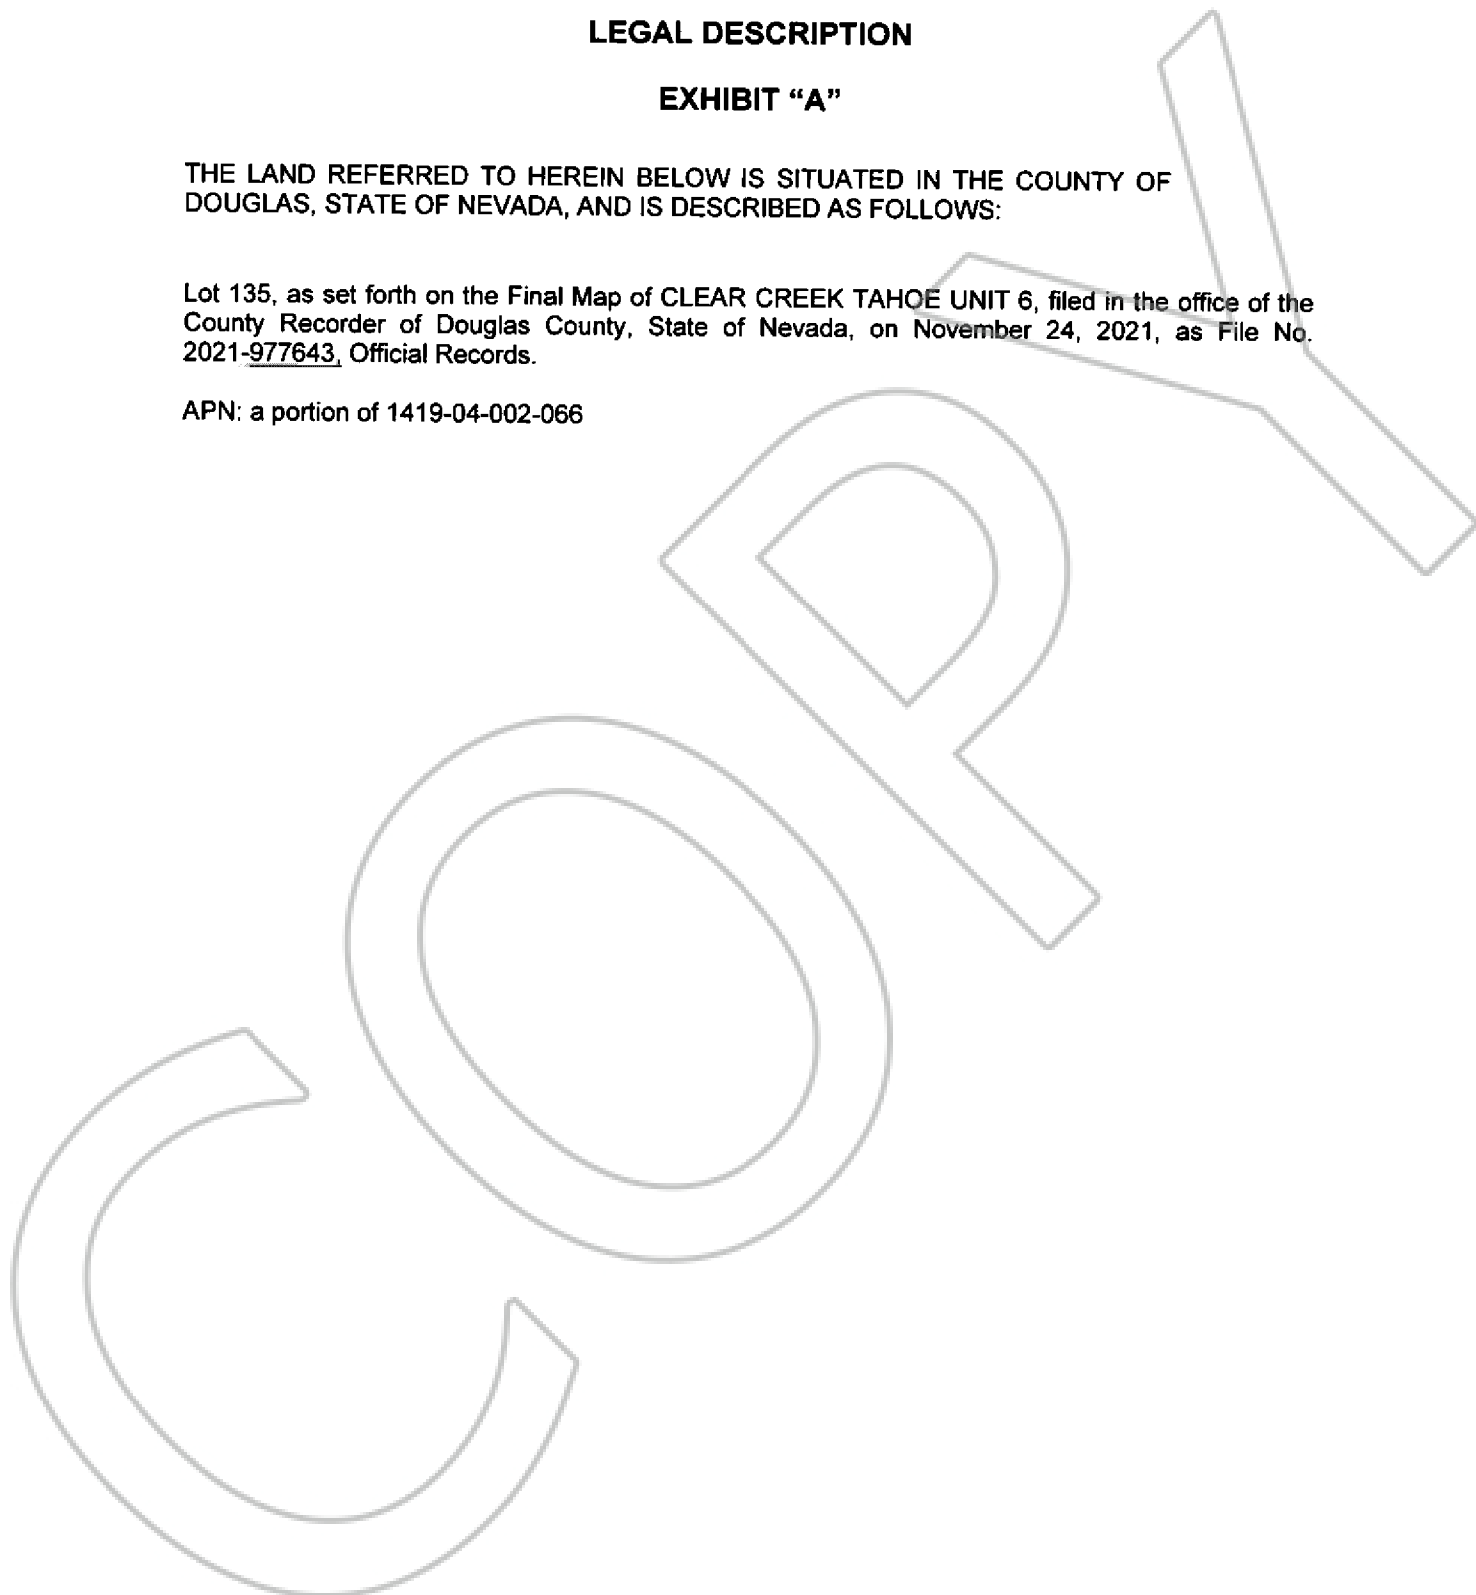 LEGAL DESCRIPTION
EXHIBIT “A”
THE LAND REFERRED TO HEREIN BELOW IS SITUATED IN THE COUNTY OF
DOUGLAS, STATE OF NEVADA, AND IS DESCRIBED AS FOLLOWS:
Lot 135, as set forth on the Final Map of CLEAR CREEK TAHOE UNIT 6, filed in the office of the
County Recorder of Douglas County, State of Nevada, on November 24, 2021, as File No.
2021-977643, Official Records.
APN: a portion of 1419-04-002-066
COPY